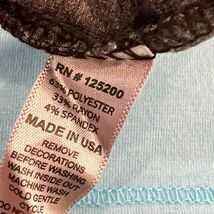 RN# 125200
63% POLYESTER
33% RAYON
4% SPANDEX
MADE IN USA
REMOVE
DECORATIONS
BEFORE WASHING
WASH INSIDE OUT
MACHINE WASH
COLD GENTLE
CYCLE